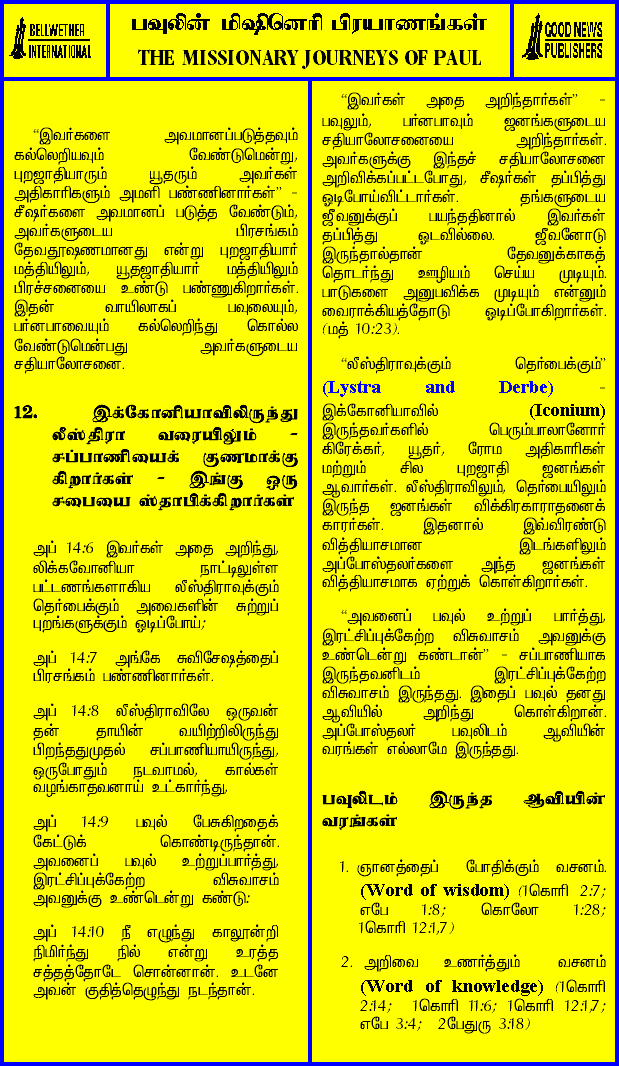 BELLWETHER
INTERNATIONAL
பவுலின் மிஷினெரி பிரயாணங்கள்
THE MISSIONARY JOURNEYS OF PAUL
GOOD NEWS
PUBLISHERS
“இவர்களை அவமானப்படுத்தவும்
கல்லெறியவும் வேண்டுமென்று,
புறஜாதியாரும் யூதரும் அவர்கள்
அதிகாரிகளும் அமளி பண்ணினார்கள்” -
சீஷர்களை அவமானப் படுத்த வேண்டும்,
அவர்களுடைய பிரசங்கம்
தேவதூஷணமானது என்று புறஜாதியார்
மத்தியிலும், யூதஜாதியார் மத்தியிலும்
பிரச்சனையை உண்டு பண்ணுகிறார்கள்.
இதன் வாயிலாகப் பவுலையும்,
பர்னபாவையும் கல்லெறிந்து கொல்ல
வேண்டுமென்பது அவர்களுடைய
சதியாலோசனை.
12. இக்கோனியாவிலிருந்து
லீஸ்திரா வரையிலும் -
சப்பாணியைக் குணமாக்கு
கிறார்கள் - இங்கு ஒரு
சபையை ஸ்தாபிக்கிறார்கள்
அப் 14:6 இவர்கள் அதை அறிந்து,
லிக்கவோனியா நாட்டிலுள்ள
பட்டணங்களாகிய லீஸ்திராவுக்கும்
தெர்பைக்கும் அவைகளின் சுற்றுப்
புறங்களுக்கும் ஓடிப்போய்;
அப் 14:7 அங்கே சுவிசேஷத்தைப்
பிரசங்கம் பண்ணினார்கள்.
அப் 14:8 லீஸ்திராவிலே ஒருவன்
தன் தாயின் வயிற்றிலிருந்து
பிறந்ததுமுதல் சப்பாணியாயிருந்து,
ஒருபோதும் நடவாமல், கால்கள்
வழங்காதவனாய் உட்கார்ந்து,
அப் 14:9 பவுல் பேசுகிறதைக்
கேட்டுக் கொண்டிருந்தான்.
அவனைப் பவுல் உற்றுப்பார்த்து,
இரட்சிப்புக்கேற்ற விசுவாசம்
அவனுக்கு உண்டென்று கண்டு:
அப் 14:10 நீ எழுந்து காலூன்றி
நிமிர்ந்து நில் என்று உரத்த
சத்தத்தோடே சொன்னான். உடனே
அவன் குதித்தெழுந்து நடந்தான்.
“இவர்கள் அதை அறிந்தார்கள்” -
பவுலும், பர்னபாவும் ஜனங்களுடைய
சதியாலோசனையை அறிந்தார்கள்.
அவர்களுக்கு இந்தச் சதியாலோசனை
அறிவிக்கப்பட்டபோது, சீஷர்கள் தப்பித்து
ஓடிபோய்விட்டார்கள். தங்களுடைய
ஜீவனுக்குப் பயந்ததினால் இவர்கள்
தப்பித்து ஓடவில்லை. ஜீவனோடு
இருந்தால்தான் தேவனுக்காகத்
தொடர்ந்து ஊழியம் செய்ய முடியும்.
பாடுகளை அனுபவிக்க முடியும் என்னும்
வைராக்கியத்தோடு ஓடிப்போகிறார்கள்.
(மத் 10:23).
“லீஸ்திராவுக்கும் தெர்பைக்கும்”
(Lystra and Derbe) -
இக்கோனியாவில் (Iconium)
இருந்தவர்களில் பெரும்பாலானோர்
கிரேக்கர், யூதர், ரோம அதிகாரிகள்
மற்றும் சில புறஜாதி ஜனங்கள்
ஆவார்கள். லீஸ்திராவிலும், தெர்பையிலும்
இருந்த ஜனங்கள் விக்கிரகாராதனைக்
காரர்கள். இதனால் இவ்விரண்டு
வித்தியாசமான இடங்களிலும்
அப்போஸ்தலர்களை அந்த ஜனங்கள்
வித்தியாசமாக ஏற்றுக் கொள்கிறார்கள்.
“அவனைப் பவுல் உற்றுப் பார்த்து,
இரட்சிப்புக்கேற்ற விசுவாசம் அவனுக்கு
உண்டென்று கண்டான்” - சப்பாணியாக
இருந்தவனிடம் இரட்சிப்புக்கேற்ற
விசுவாசம் இருந்தது. இதைப் பவுல் தனது
ஆவியில் அறிந்து கொள்கிறான்.
அப்போஸ்தலர் பவுலிடம் ஆவியின்
வரங்கள் எல்லாமே இருந்தது.
பவுலிடம் இருந்த ஆவியின்
வரங்கள்
1. ஞானத்தைப் போதிக்கும் வசனம்.
(Word of wisdom) (1கொரி 2:7;
எபே 1:8; கொலோ 1:28;
1கொரி 12:1,7)
2. அறிவை உணர்த்தும் வசனம்
(Word of knowledge) (1கொரி
2:14; 1கொரி 11:6; 1கொரி 12:1,7;
எபே 3:4; 2பேதுரு 3:18)